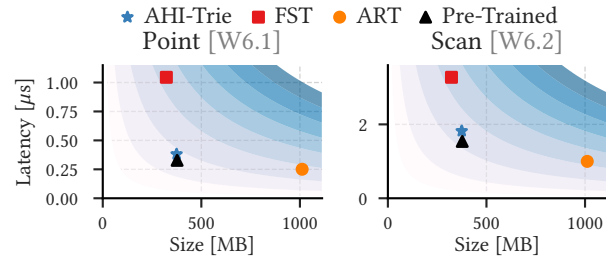 AHI-Trie FST ART Pre-Trained
Point [W6.1] Scan [W6.2]
Latency [μs]
1.00
0.75
0.50
0.25
0.00
0 500 1000
Size [MB]
2
0
0 500 1000
Size [MB]